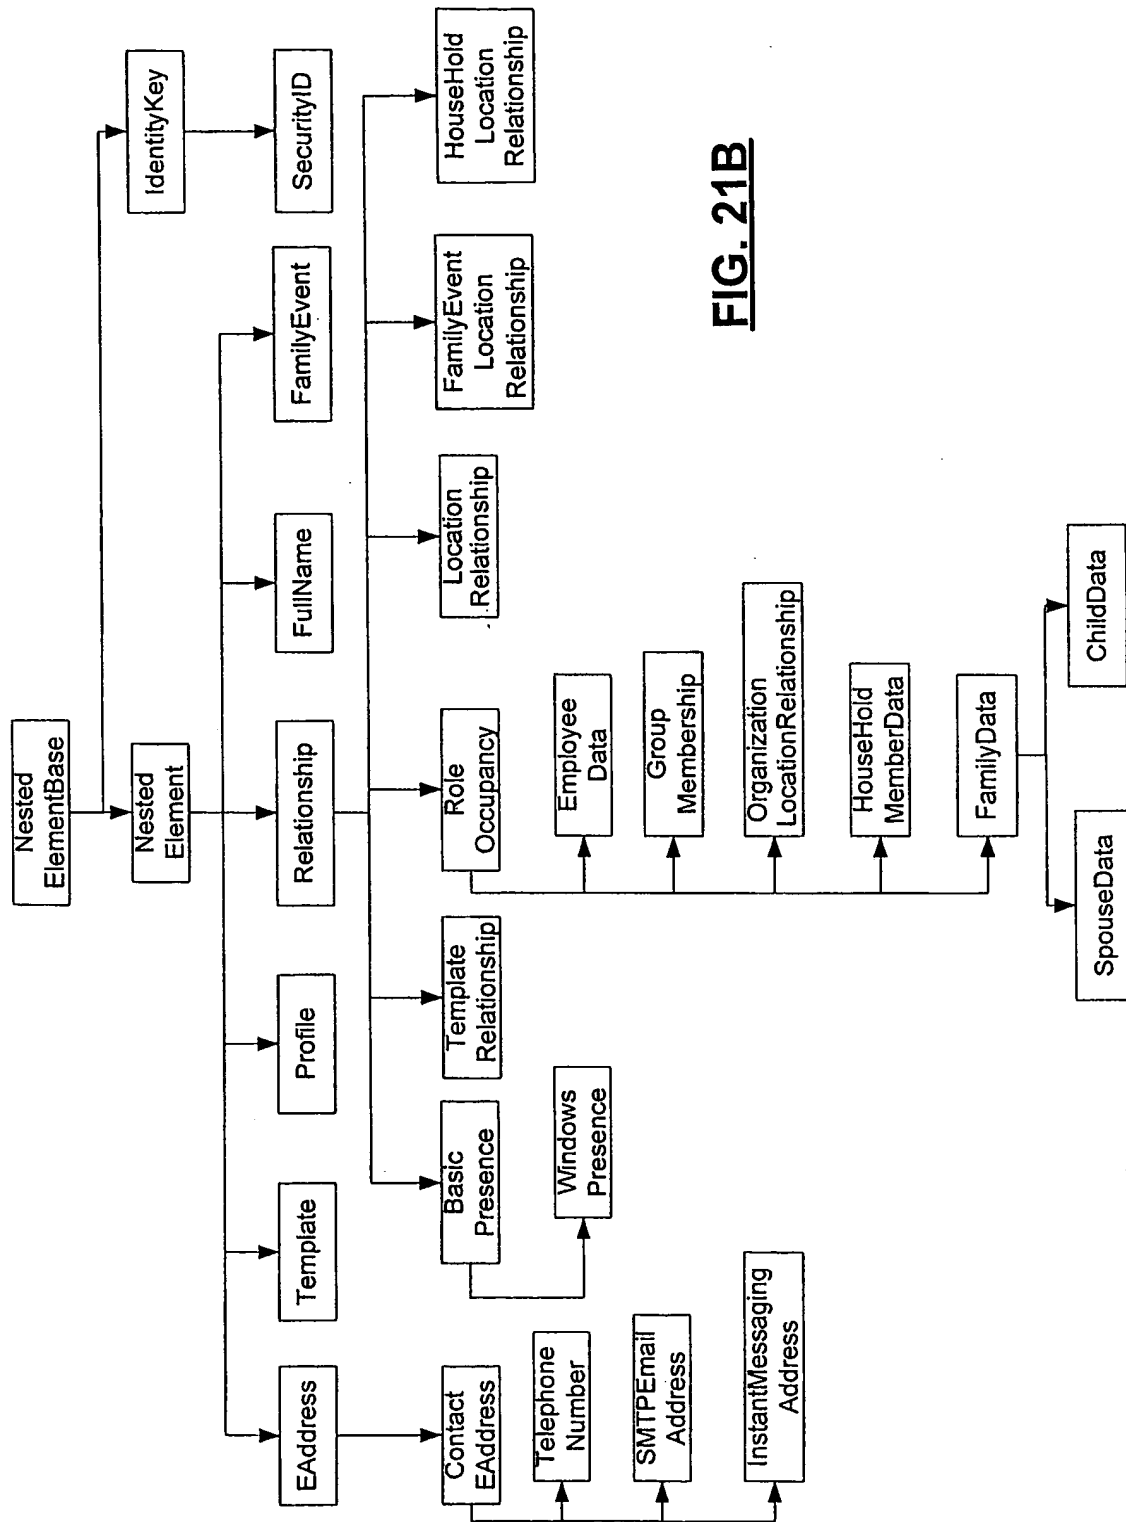 Nested
ElementBase
Nested
Element
IdentityKey
EAddress
Template
Profile
Relationship
FullName
FamilyEvent
SecurityID
Contact
EAddress
Basic
Presence
Template
Relationship
Role
Occupancy
Location
Relationship
FamilyEvent
Location
Relationship
HouseHold
Location
Relationship
Telephone
Number
SMTPEmail
Address
InstantMessaging
Address
Windows
Presence
Employee
Data
Group
Membership
Organization
LocationRelationship
HouseHold
MemberData
FamilyData
SpouseData
ChildData
FIG. 21B